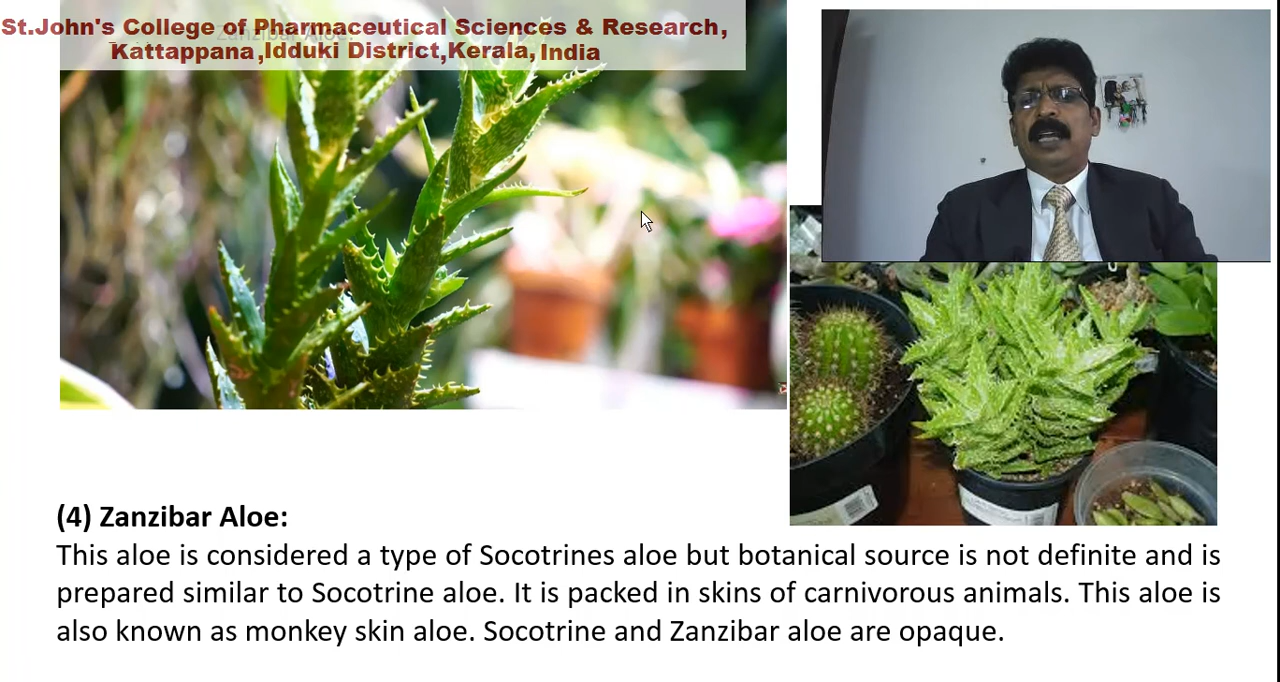 St.John's College of Pharmaceutical Sciences & Research,
Kattappana,Idduki District,Kerala, India
Zanzibar Aloe:
(4) Zanzibar Aloe:
This aloe is considered a type of Socotrines aloe but botanical source is not definite and is
prepared similar to Socotrine aloe. It is packed in skins of carnivorous animals. This aloe is
also known as monkey skin aloe. Socotrine and Zanzibar aloe are opaque.